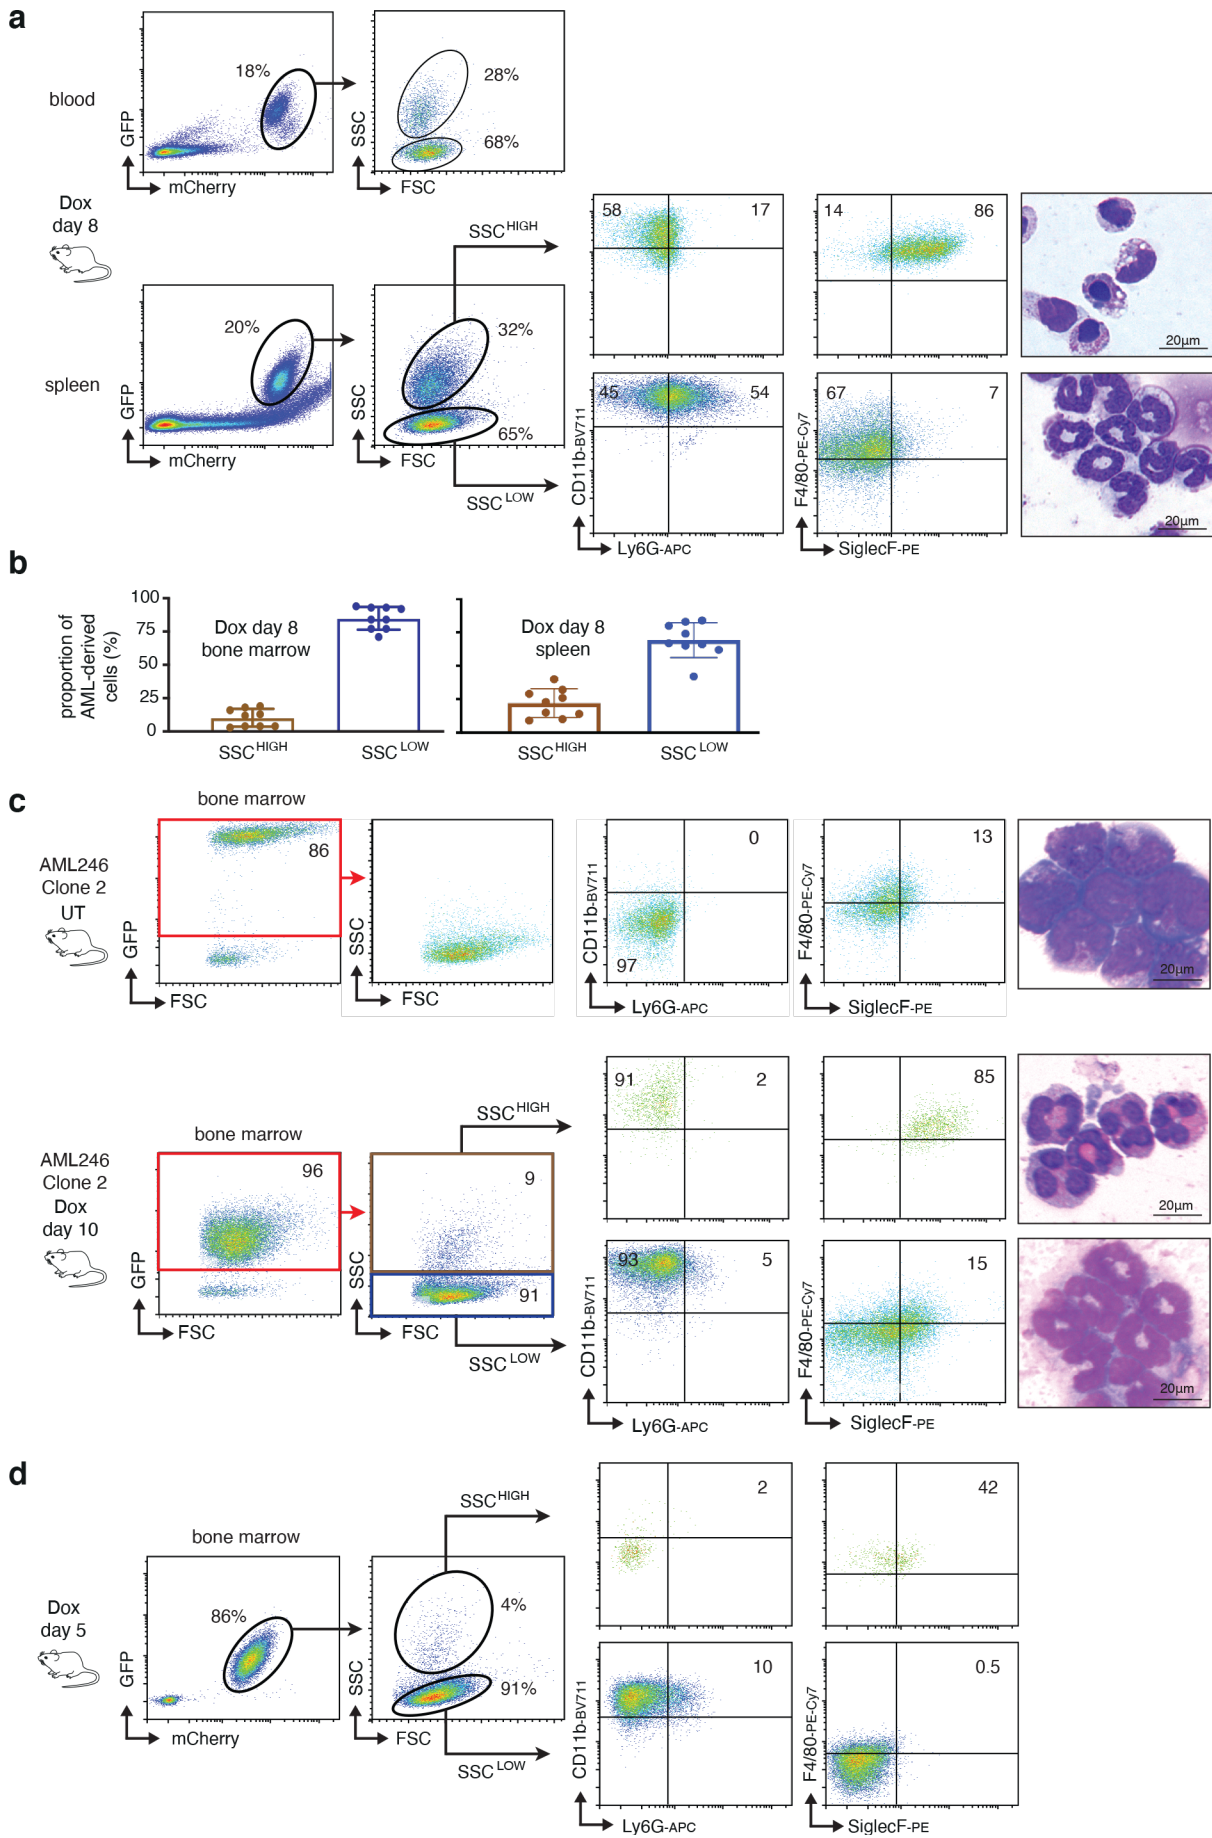 a
blood
GFP
18%
mCherry
SSC
28%
68%
FSC
Dox
day 8
SSC HIGH
58
17
14
86
20µm
spleen
GFP
20%
mCherry
SSC
32%
65%
FSC
SSC LOW
CD11b-BV711
45
54
Ly6G-APC
F4/80-PE-Cy7
67
7
SiglecF-PE
20µm
b
proportion of
AML-derived
cells (%)
100
75
50
25
0
Dox day 8
bone marrow
SSC HIGH
SSC LOW
Dox day 8
spleen
SSC HIGH
SSC LOW
c
bone marrow
AML246
Clone 2
UT
GFP
86
FSC
SSC
FSC
CD11b-BV711
0
97
Ly6G-APC
F4/80-PE-Cy7
13
SiglecF-PE
20µm
AML246
Clone 2
Dox
day 10
bone marrow
GFP
96
FSC
SSC HIGH
SSC
9
91
FSC
SSC LOW
91
2
85
20µm
CD11b-BV711
93
5
Ly6G-APC
F4/80-PE-Cy7
15
SiglecF-PE
20µm
d
Dox
day 5
bone marrow
GFP
86%
mCherry
SSC HIGH
SSC
4%
91%
FSC
SSC LOW
2
42
CD11b-BV711
10
Ly6G-APC
F4/80-PE-Cy7
0.5
SiglecF-PE